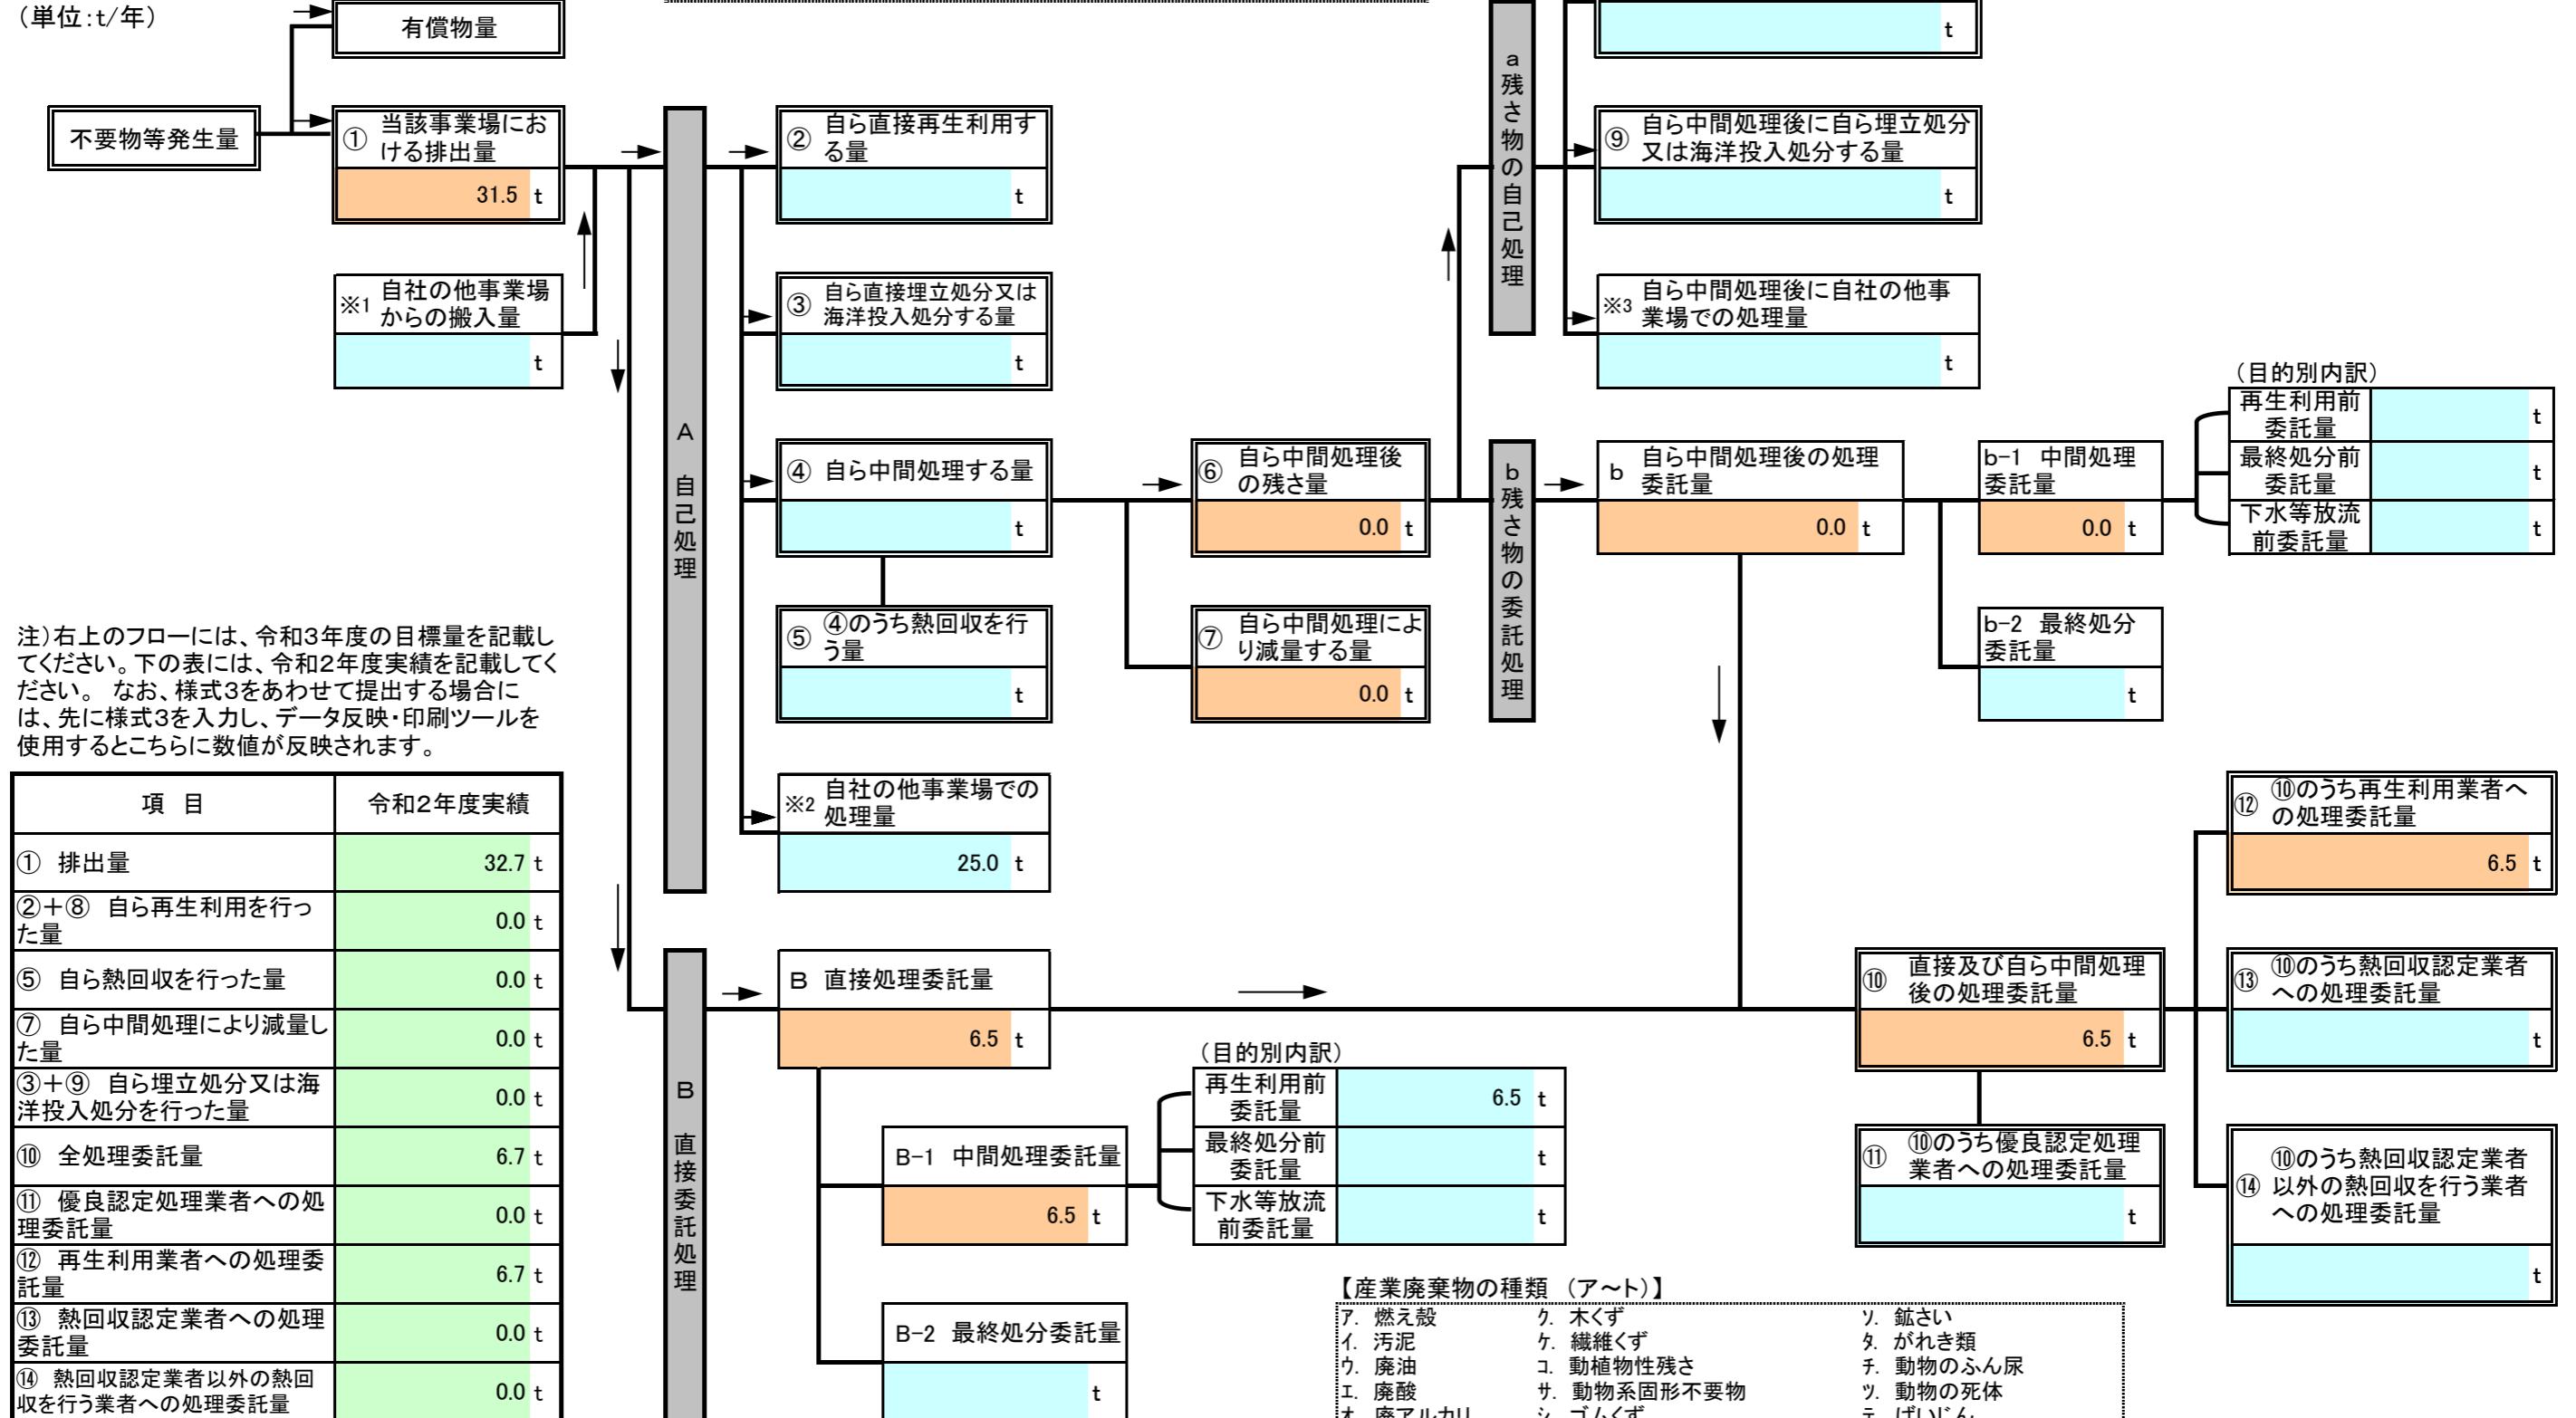 (単位:t/年)
有償物量
t
不要物等発生量
① 当該事業場にお
ける排出量
31.5 t
※1 自社の他事業場
からの搬入量
t
A 自己処理
② 自ら直接再生利用す
る量
t
③ 自ら直接埋立処分又は
海洋投入処分する量
t
④ 自ら中間処理する量
t
⑤ ④のうち熱回収を行
う量
t
※2 自社の他事業場での
処理量
25.0 t
⑥ 自ら中間処理後
の残さ量
0.0 t
⑦ 自ら中間処理によ
り減量する量
0.0 t
a 残さ物の自己処理
⑨ 自ら中間処理後に自ら埋立処分
又は海洋投入処分する量
t
※3 自ら中間処理後に自社の他事
業場での処理量
t
b 残さ物の委託処理
b 自ら中間処理後の処理
委託量
0.0 t
b-1 中間処理
委託量
0.0 t
(目的別内訳)
再生利用前
委託量
t
最終処分前
委託量
t
下水等放流
前委託量
t
b-2 最終処分
委託量
t
注)右上のフローには、令和3年度の目標量を記載し
てください。下の表には、令和2年度実績を記載してく
ださい。 なお、様式3をあわせて提出する場合に
は、先に様式3を入力し、データ反映・印刷ツールを
使用するとこちらに数値が反映されます。
項 目 令和2年度実績
① 排出量 32.7 t
②+⑧ 自ら再生利用を行っ
た量 0.0 t
⑤ 自ら熱回収を行った量 0.0 t
⑦ 自ら中間処理により減量し
た量 0.0 t
③+⑨ 自ら埋立処分又は海
洋投入処分を行った量 0.0 t
⑩ 全処理委託量 6.7 t
⑪ 優良認定処理業者への処
理委託量 0.0 t
⑫ 再生利用業者への処理委
託量 6.7 t
⑬ 熱回収認定業者への処理
委託量 0.0 t
⑭ 熱回収認定業者以外の熱回
収を行う業者への処理委託量 0.0 t
B 直接委託処理
B 直接処理委託量
6.5 t
B-1 中間処理委託量
6.5 t
(目的別内訳)
再生利用前
委託量
6.5 t
最終処分前
委託量
t
下水等放流
前委託量
t
B-2 最終処分委託量
t
⑩ 直接及び自ら中間処理
後の処理委託量
6.5 t
⑪ ⑩のうち優良認定処理
業者への処理委託量
t
⑫ ⑩のうち再生利用業者へ
の処理委託量
6.5 t
⑬ ⑩のうち熱回収認定業者
への処理委託量
t
⑭ ⑩のうち熱回収認定業者
以外の熱回収を行う業者
への処理委託量
t
【産業廃棄物の種類 (ア~ト)】
ア. 燃え殻 ク. 木くず ソ. 鉱さい
イ. 汚泥 ケ. 繊維くず タ. がれき類
ウ. 廃油 コ. 動植物性残さ チ. 動物のふん尿
エ. 廃酸 サ. 動物系固形不要物 ツ. 動物の死体
オ. 廃アルカリ シ. ゴムくず テ. ばいじん